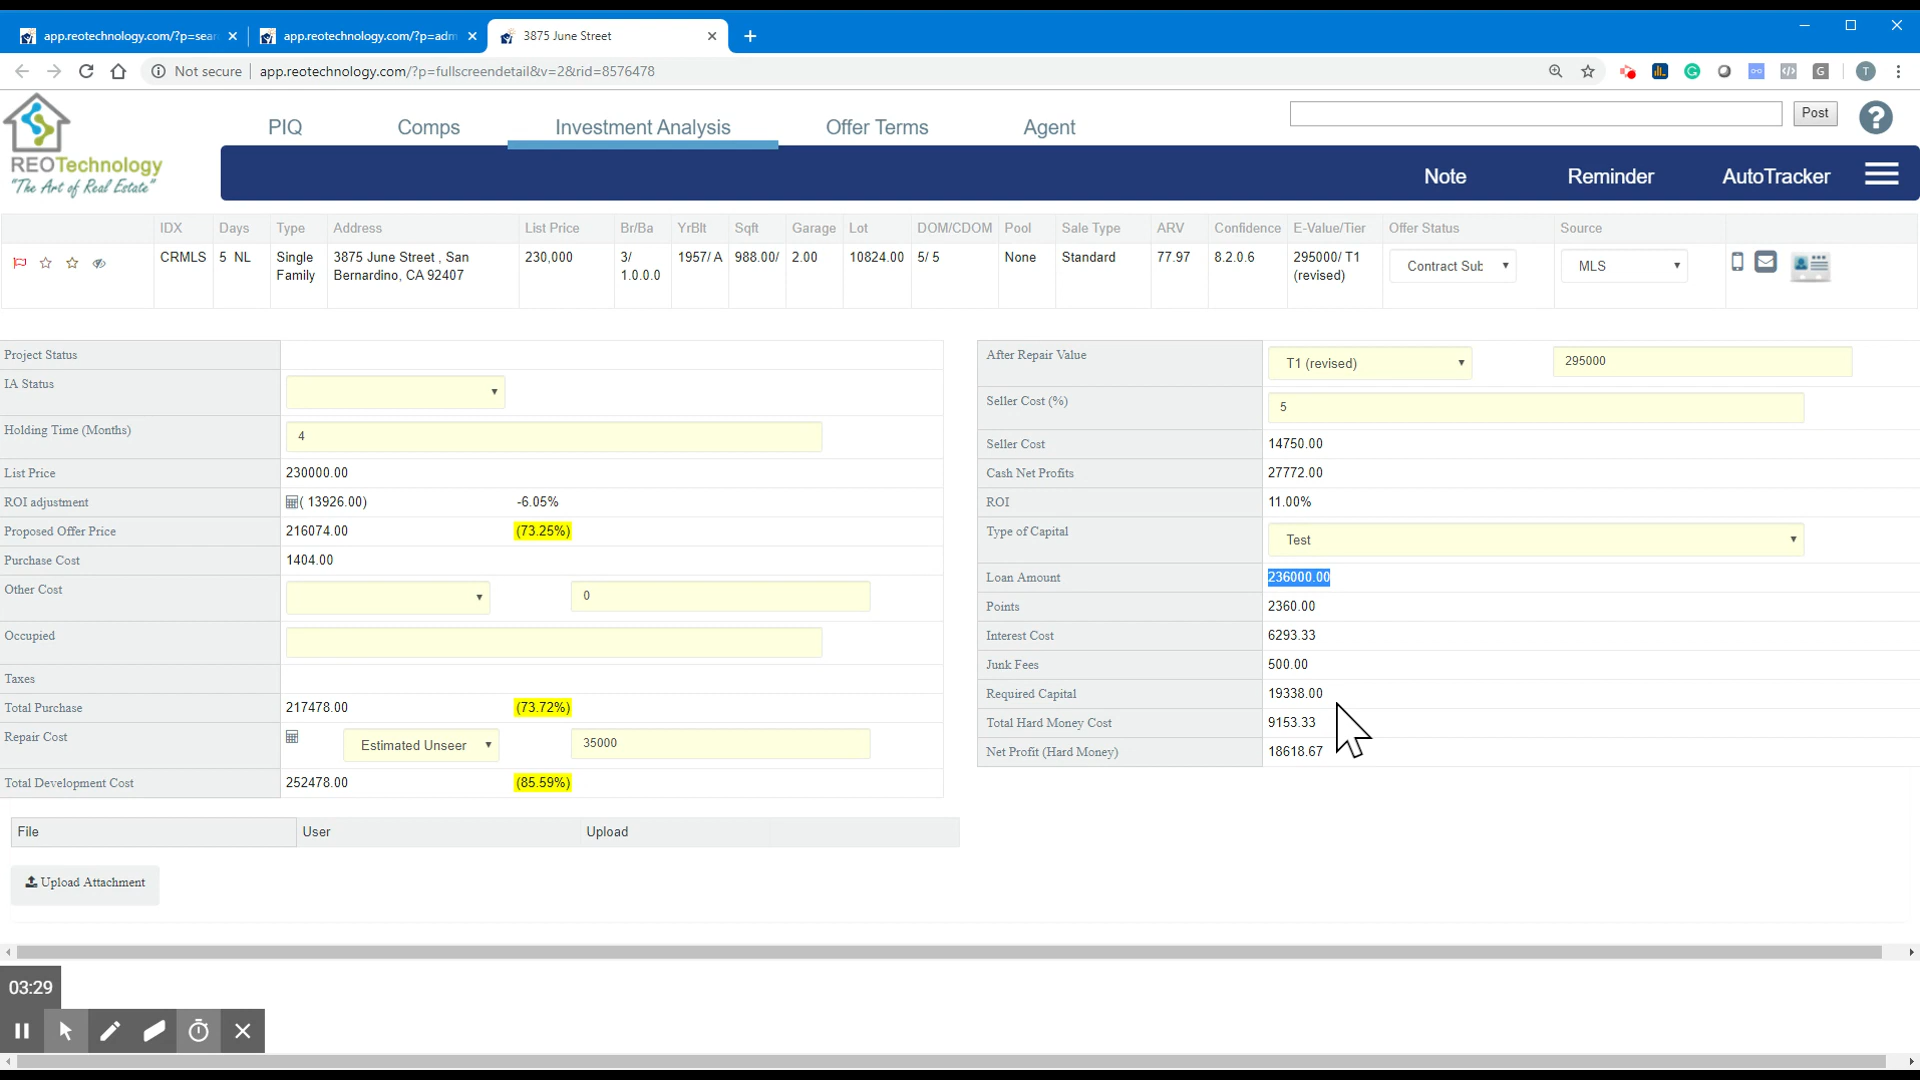 app.reotechnology.com/?p=sear
app.reotechnology.com/?p=adm
3875 June Street
Not secure
app.reotechnology.com/?p=fullscreendetail&v=2&rid=8576478
G
T
REOTechnology
"The Art of Real Estate"
PIQ
Comps
Investment Analysis
Offer Terms
Agent
Post
?
Note
Reminder
AutoTracker
IDX Days Type Address List Price Br/Ba YrBlt Sqft Garage Lot DOM/CDOM Pool Sale Type ARV Confidence E-Value/Tier Offer Status Source
CRMLS 5 NL Single 3875 June Street , San 230,000 3/ 1957/ A 988.00/ 2.00 10824.00 5/ 5 None Standard 77.97 8.2.0.6 295000/ T1 Contract Sub MLS
Family Bernardino, CA 92407 1.0.0.0 (revised)
Project Status
IA Status
Holding Time (Months) 4
List Price 230000.00
ROI adjustment ( 13926.00) -6.05%
Proposed Offer Price 216074.00 (73.25%)
Purchase Cost 1404.00
Other Cost 0
Occupied
Taxes
Total Purchase 217478.00 (73.72%)
Repair Cost Estimated Unseer 35000
Total Development Cost 252478.00 (85.59%)
After Repair Value T1 (revised) 295000
Seller Cost (%) 5
Seller Cost 14750.00
Cash Net Profits 27772.00
ROI 11.00%
Type of Capital Test
Loan Amount 236000.00
Points 2360.00
Interest Cost 6293.33
Junk Fees 500.00
Required Capital 19338.00
Total Hard Money Cost 9153.33
Net Profit (Hard Money) 18618.67
File User Upload
Upload Attachment
03:29